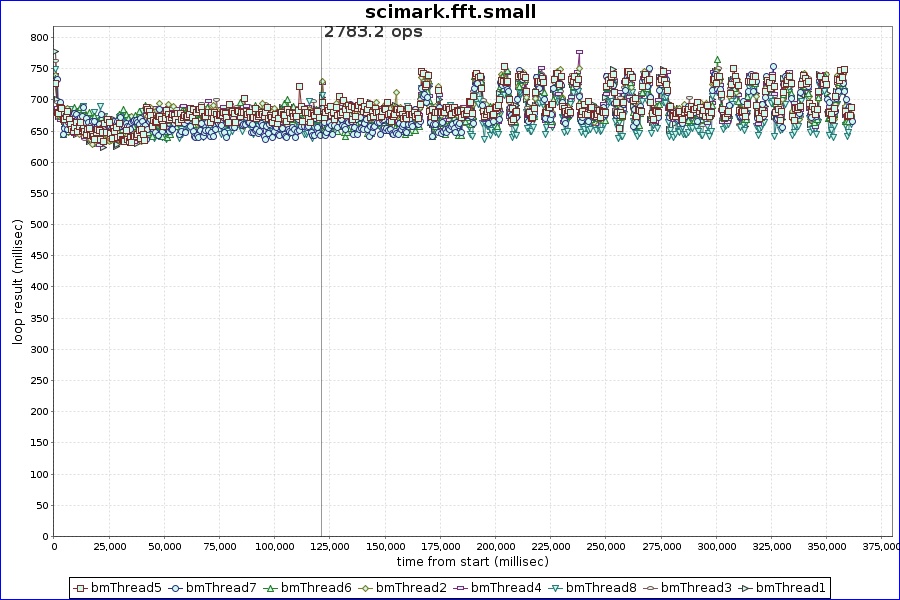 scimark.fft.small
2783.2 ops
800
750
700
650
600
550
500
450
400
350
300
250
200
150
100
50
0
loop result (millisec)
0 25,000 50,000 75,000 100,000 125,000 150,000 175,000 200,000 225,000 250,000 275,000 300,000 325,000 350,000 375,000
time from start (millisec)
bmThread5 bmThread7 bmThread6 bmThread2 bmThread4 bmThread8 bmThread3 bmThread1